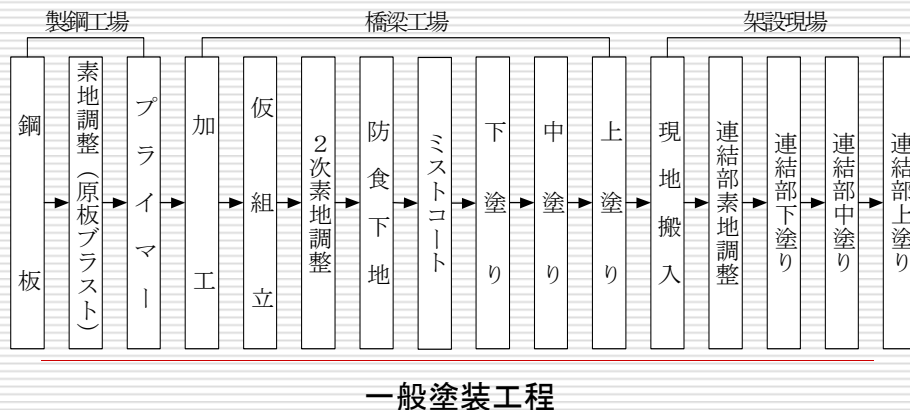 製鋼工場
橋梁工場
架設現場
鋼板
素地調整（原板ブラスト）
プライマー
加工
仮組立
２次素地調整
防食下地
ミストコート
下塗り
中塗り
上塗り
現地搬入
連結部素地調整
連結部下塗り
連結部中塗り
連結部上塗り
一般塗装工程